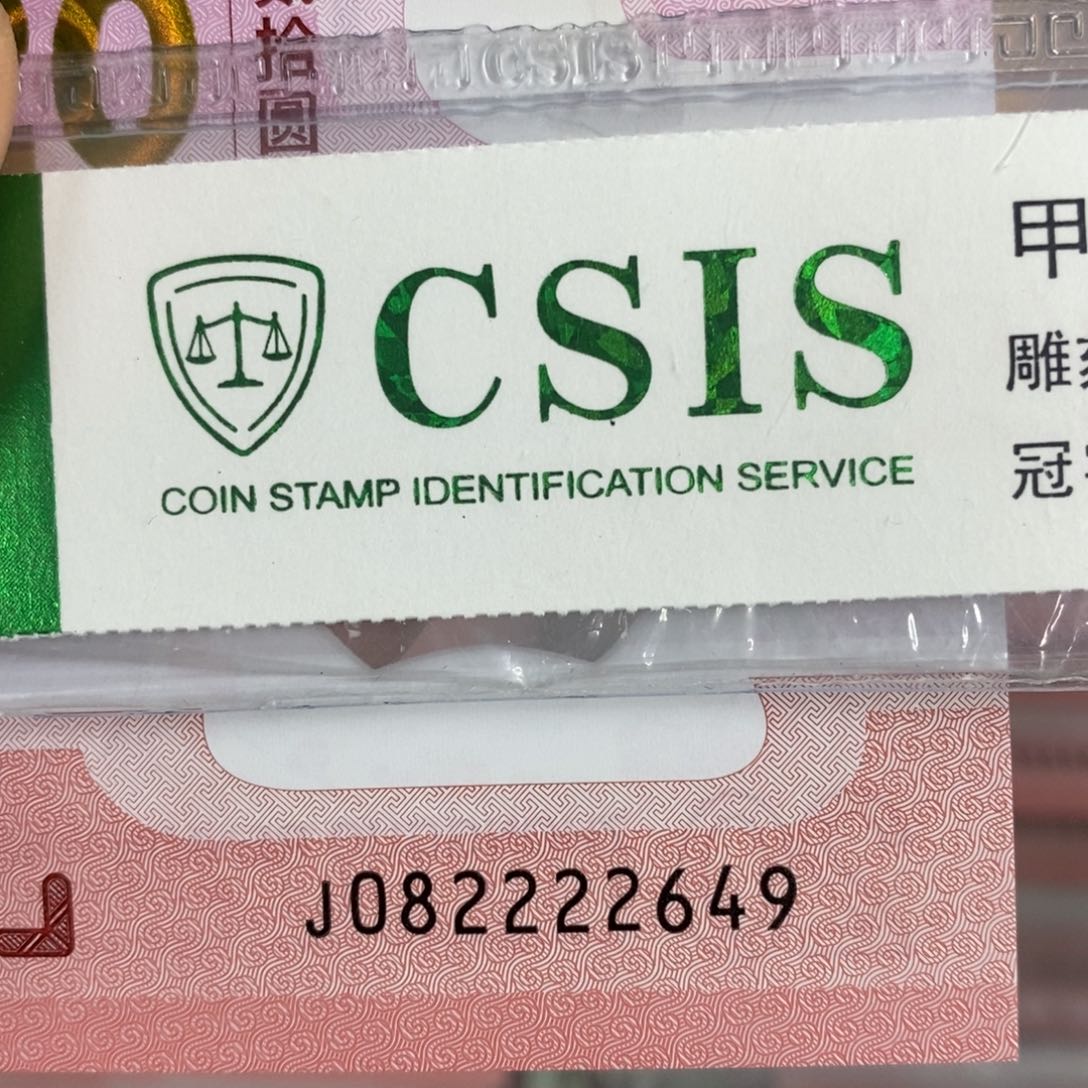 拾圆
CSIS
CSIS
COIN STAMP IDENTIFICATION SERVICE
甲
雕
冠
J082222649